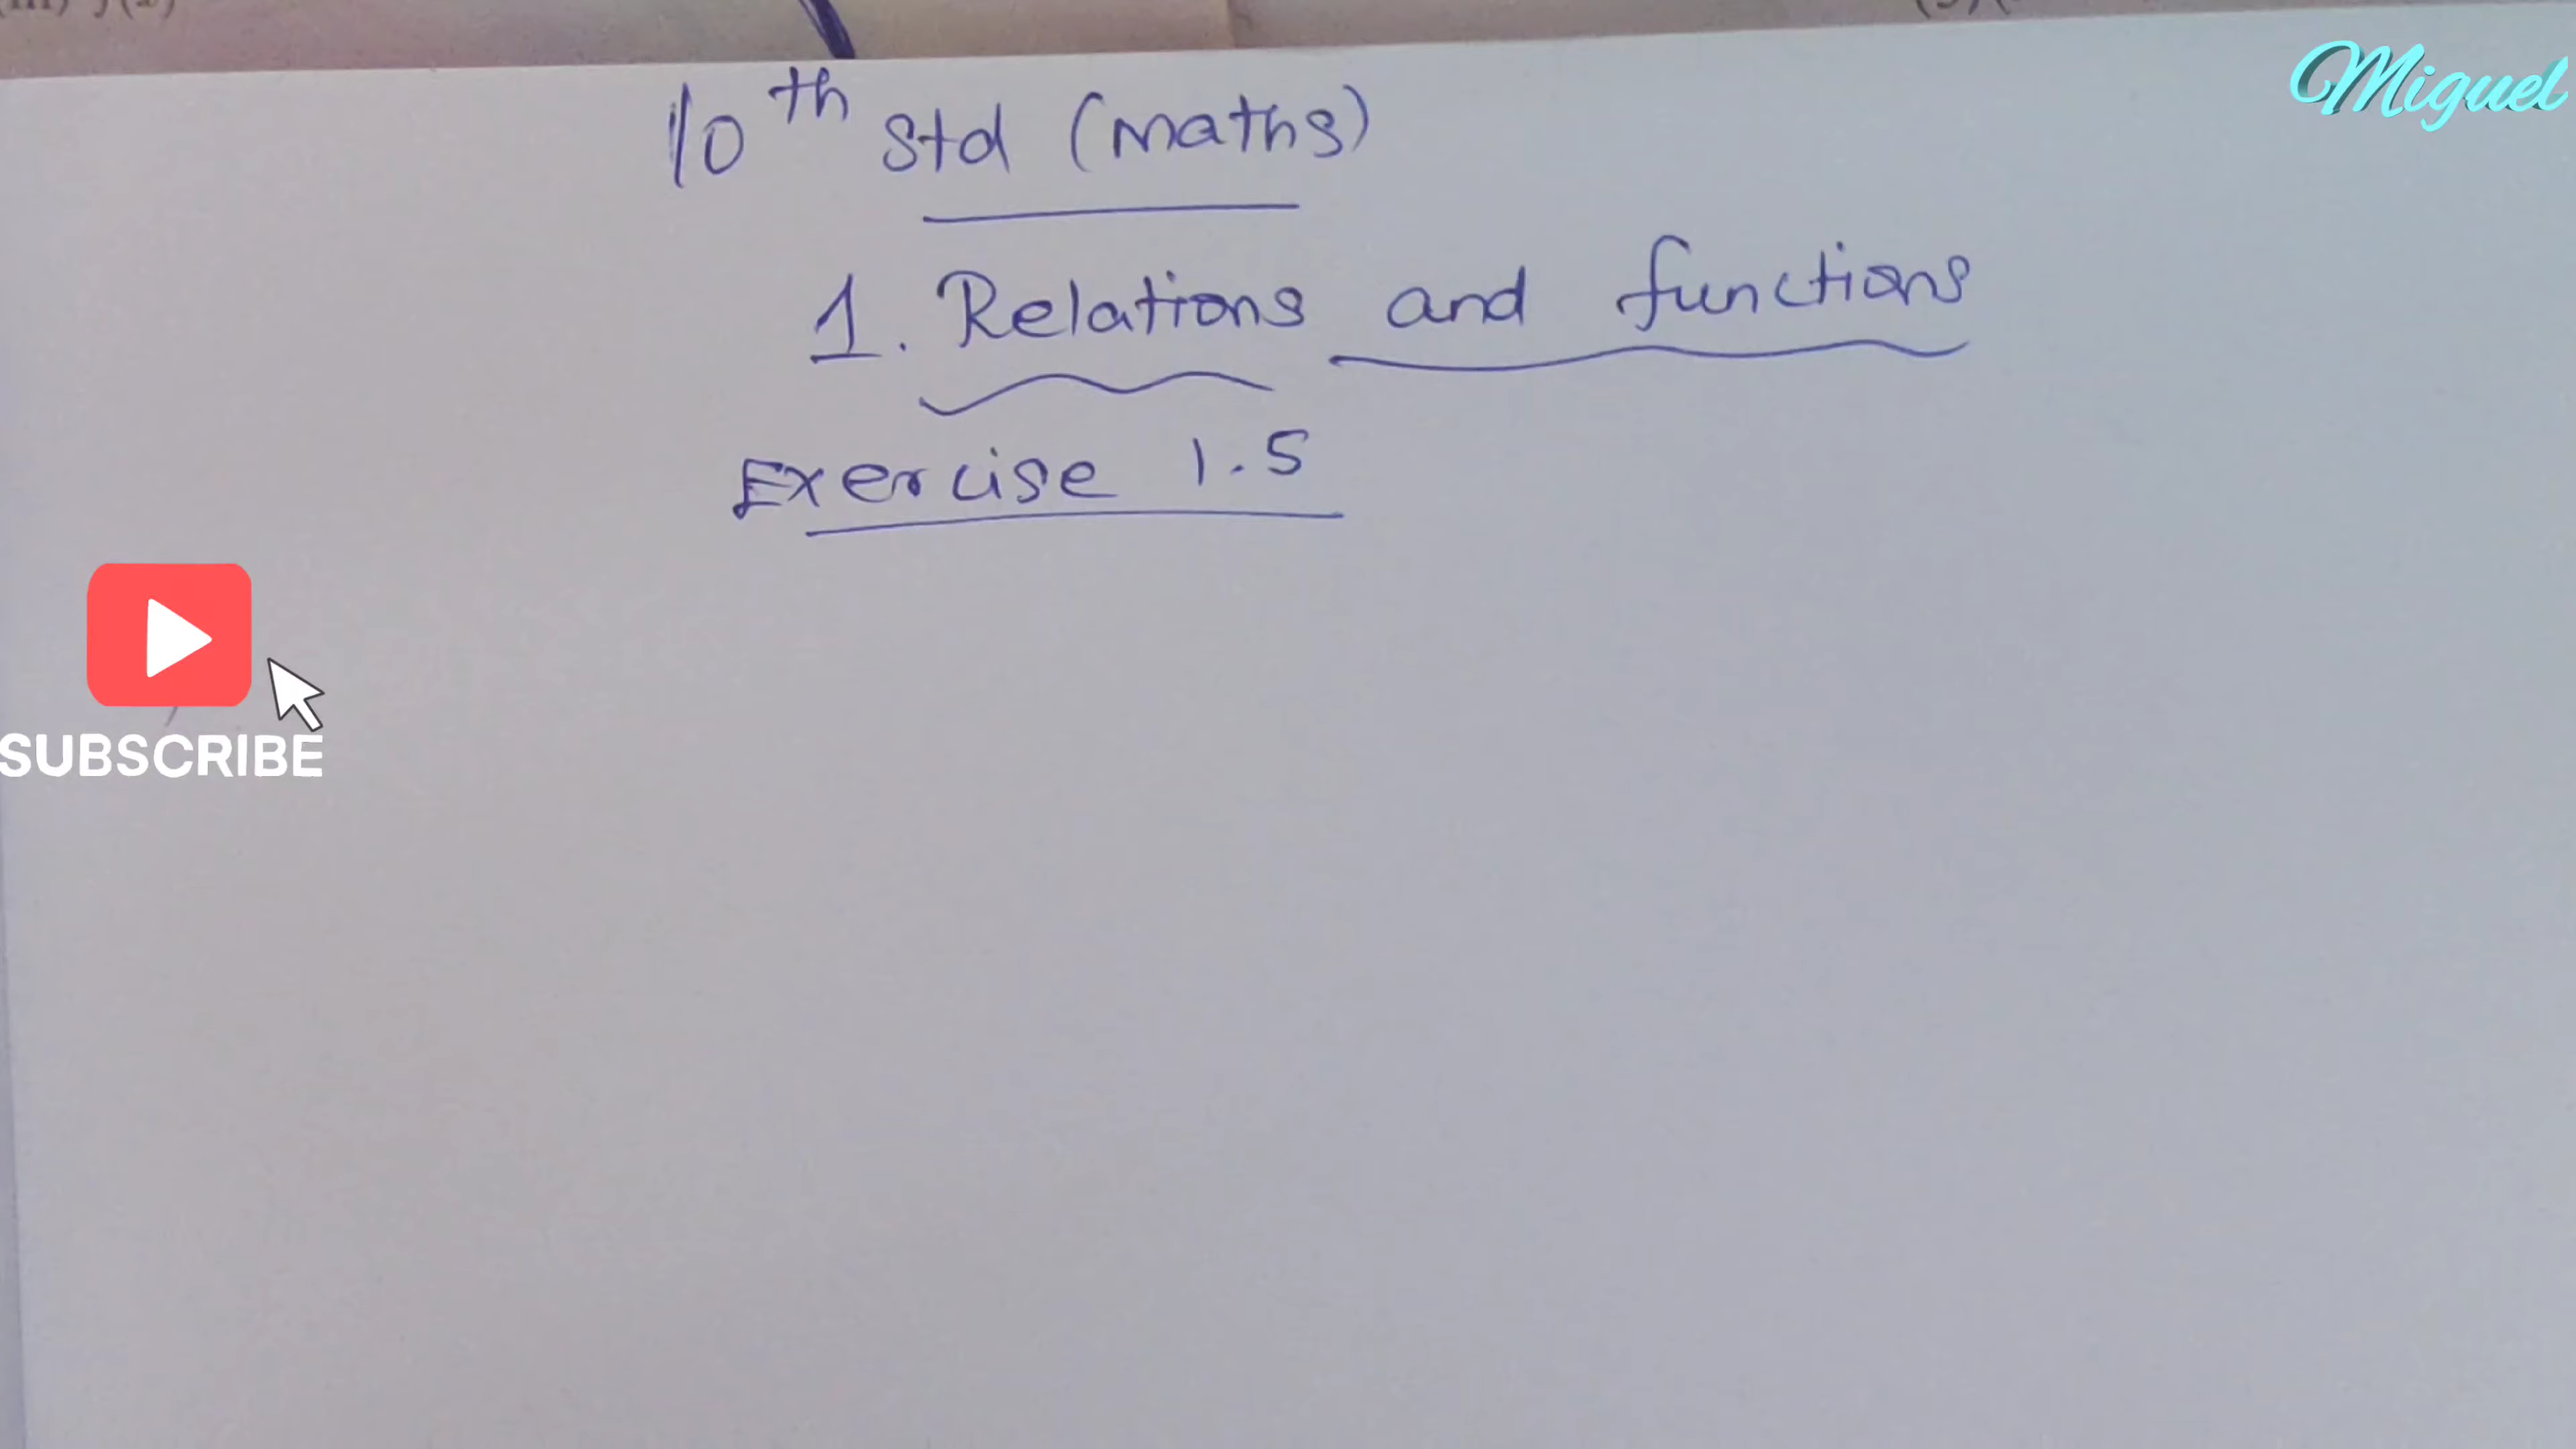 Miguel
10th std (maths)
1. Relations and functions
Exercise 1.5
SUBSCRIBE